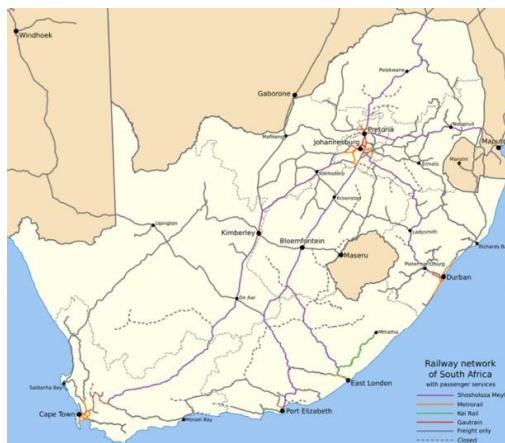 Windhoek
Polokwane
Gaborone
Mafikeng
Pretoria
Nelspruit
Johannesburg
Maputo
Ermelo
Manzini
Klerksdorp
Kroonstad
Upington
Kimberley
Ladysmith
Bloemfontein
Richards Ba
Maseru
Pietermaritzburg
Durban
De Aar
Mthatha
Railway network
of South Africa
with passenger services
Saldanha Bay
East London
Shosholoza Meyl
Metrorail
Kei Rail
Cape Town
Port Elizabeth
Mossel Bay
Gautrain
Freight only
Closed